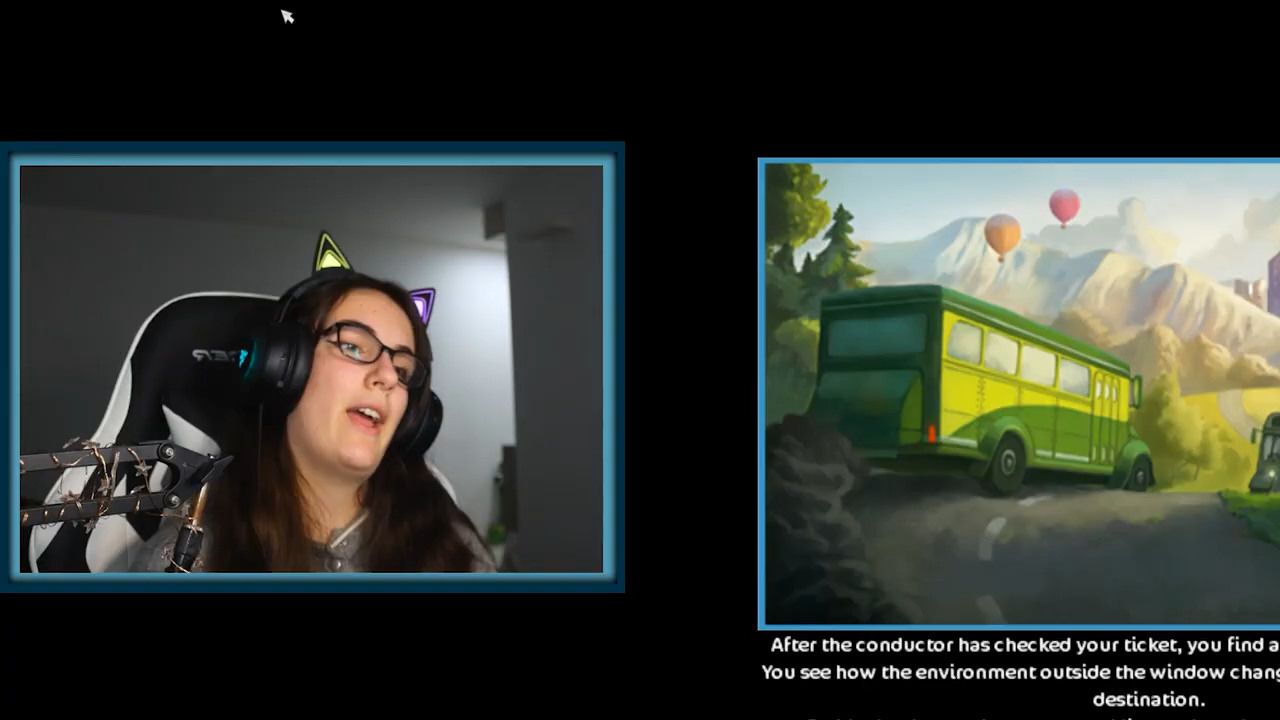 After the conductor has checked your ticket, you find a
You see how the environment outside the window chang
destination.